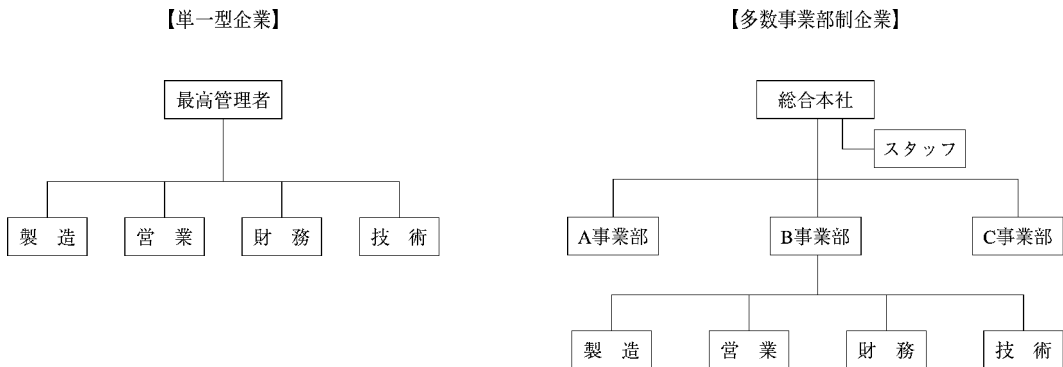 【単一型企業】
最高管理者
製 造
営 業
財 務
技 術
【多数事業部制企業】
総合本社
スタッフ
A事業部
B事業部
C事業部
製 造
営 業
財 務
技 術